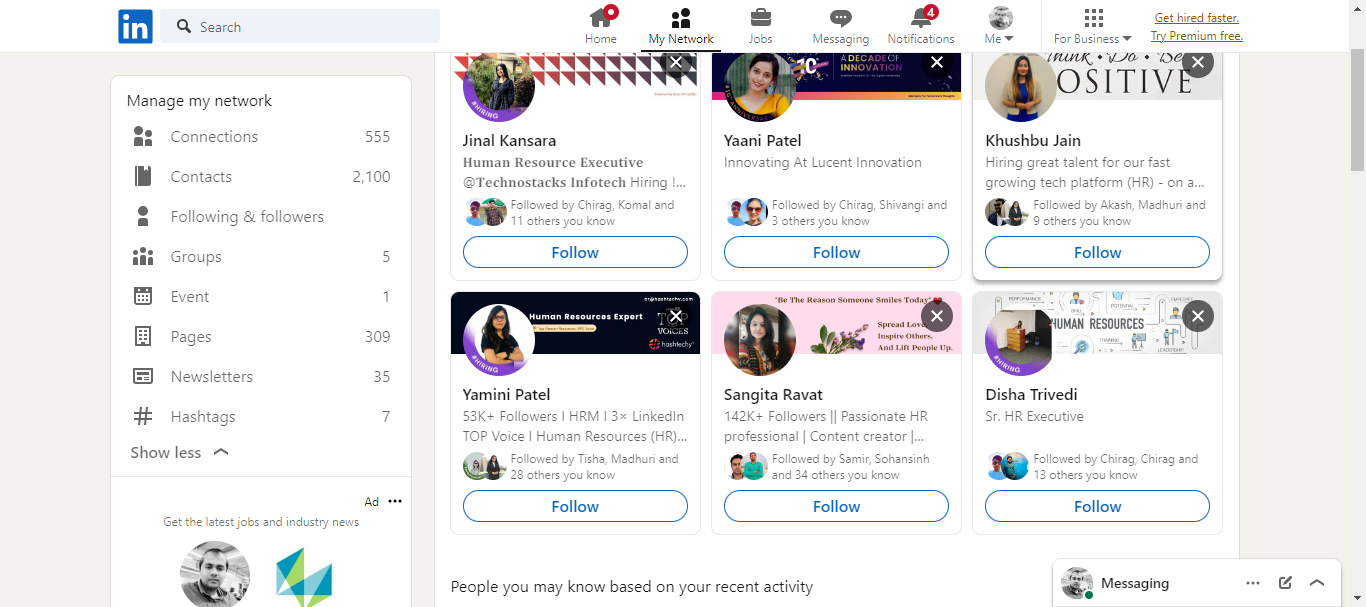 in
Search
Home
My Network
Jobs
Messaging
4
Notifications
Me
For Business
Get hired faster.
Try Premium free.
Manage my network
Connections 555
Contacts 2,100
Following & followers
Groups 5
Event 1
Pages 309
Newsletters 35
Hashtags 7
Show less
Ad
Get the latest jobs and industry news
#HIRING
Jinal Kansara
Human Resource Executive
@Technostacks Infotech Hiring !...
Followed by Chirag, Komal and
11 others you know
Follow
A DECADE OF
INNOVATION
Yaani Patel
Innovating At Lucent Innovation
Followed by Chirag, Shivangi and
3 others you know
Follow
Think • Do • Be
POSITIVE
Khushbu Jain
Hiring great talent for our fast
growing tech platform (HR) - on a...
Followed by Akash, Madhuri and
9 others you know
Follow
hr@hashtechy.com
Human Resources Expert
TOP
VOICES
hashtechy
#HIRING
Yamini Patel
53K+ Followers I HRM I 3× LinkedIn
TOP Voice I Human Resources (HR)...
Followed by Tisha, Madhuri and
28 others you know
Follow
"Be The Reason Someone Smiles Today"
Spread Love,
Inspire Others,
And Lift People Up.
Sangita Ravat
142K+ Followers || Passionate HR
professional | Content creator |...
Followed by Samir, Sohansinh
and 34 others you know
Follow
PERFORMANCE
SKILL
POTENTIAL
EMPLOYEE
HUMAN RESOURCES
TRAINING
LEADERSHIP
#HIRING
Disha Trivedi
Sr. HR Executive
Followed by Chirag, Chirag and
13 others you know
Follow
People you may know based on your recent activity
Messaging